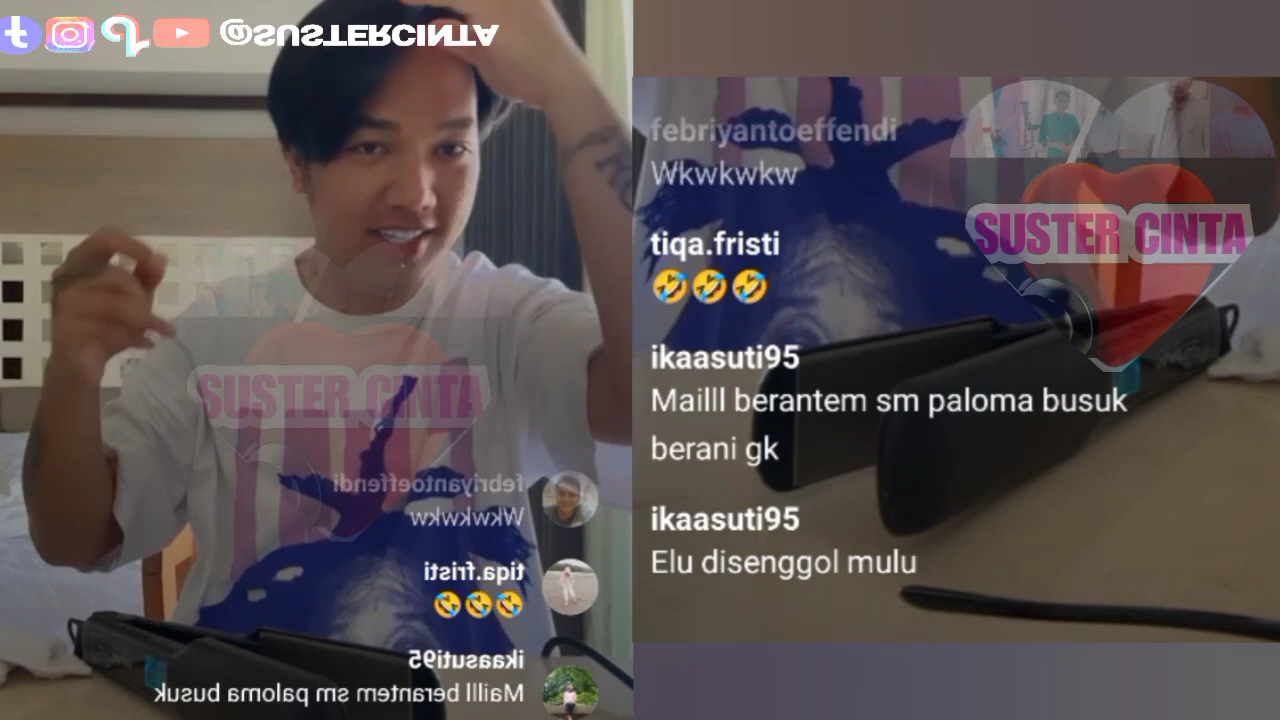 @SUSTERCINTA
SUSTER CINTA
febriyantoeffendi
Wkwkwkw
tiqa.fristi
🤣🤣🤣
ikaasuti95
Mailll berantem sm paloma busuk
febriyantoeffendi
Wkwkwkw
tiqa.fristi
🤣🤣🤣
ikaasuti95
Mailll berantem sm paloma busuk
berani gk
ikaasuti95
Elu disenggol mulu
SUSTER CINTA